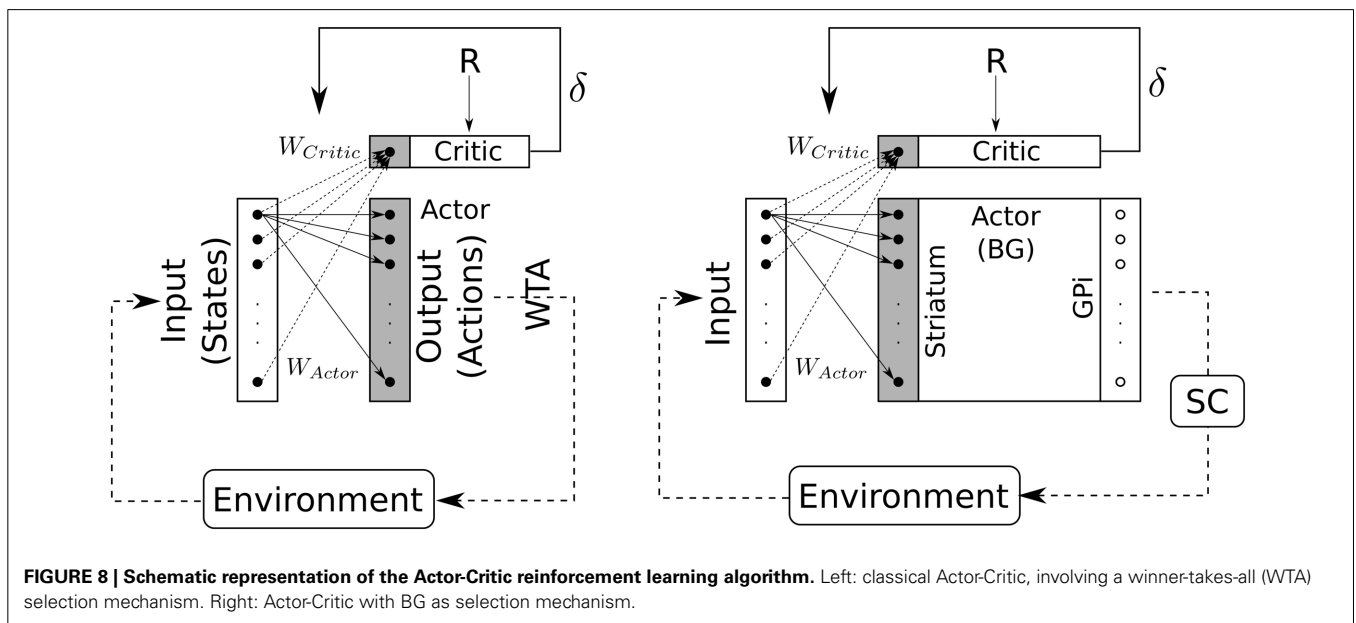 R
δ
W_Critic
Critic
Actor
Input
(States)
Output
(Actions)
WTA
W_Actor
Environment
R
δ
W_Critic
Critic
Actor
(BG)
Input
Striatum
GPi
W_Actor
SC
Environment
FIGURE 8 | Schematic representation of the Actor-Critic reinforcement learning algorithm. Left: classical Actor-Critic, involving a winner-takes-all (WTA)
selection mechanism. Right: Actor-Critic with BG as selection mechanism.